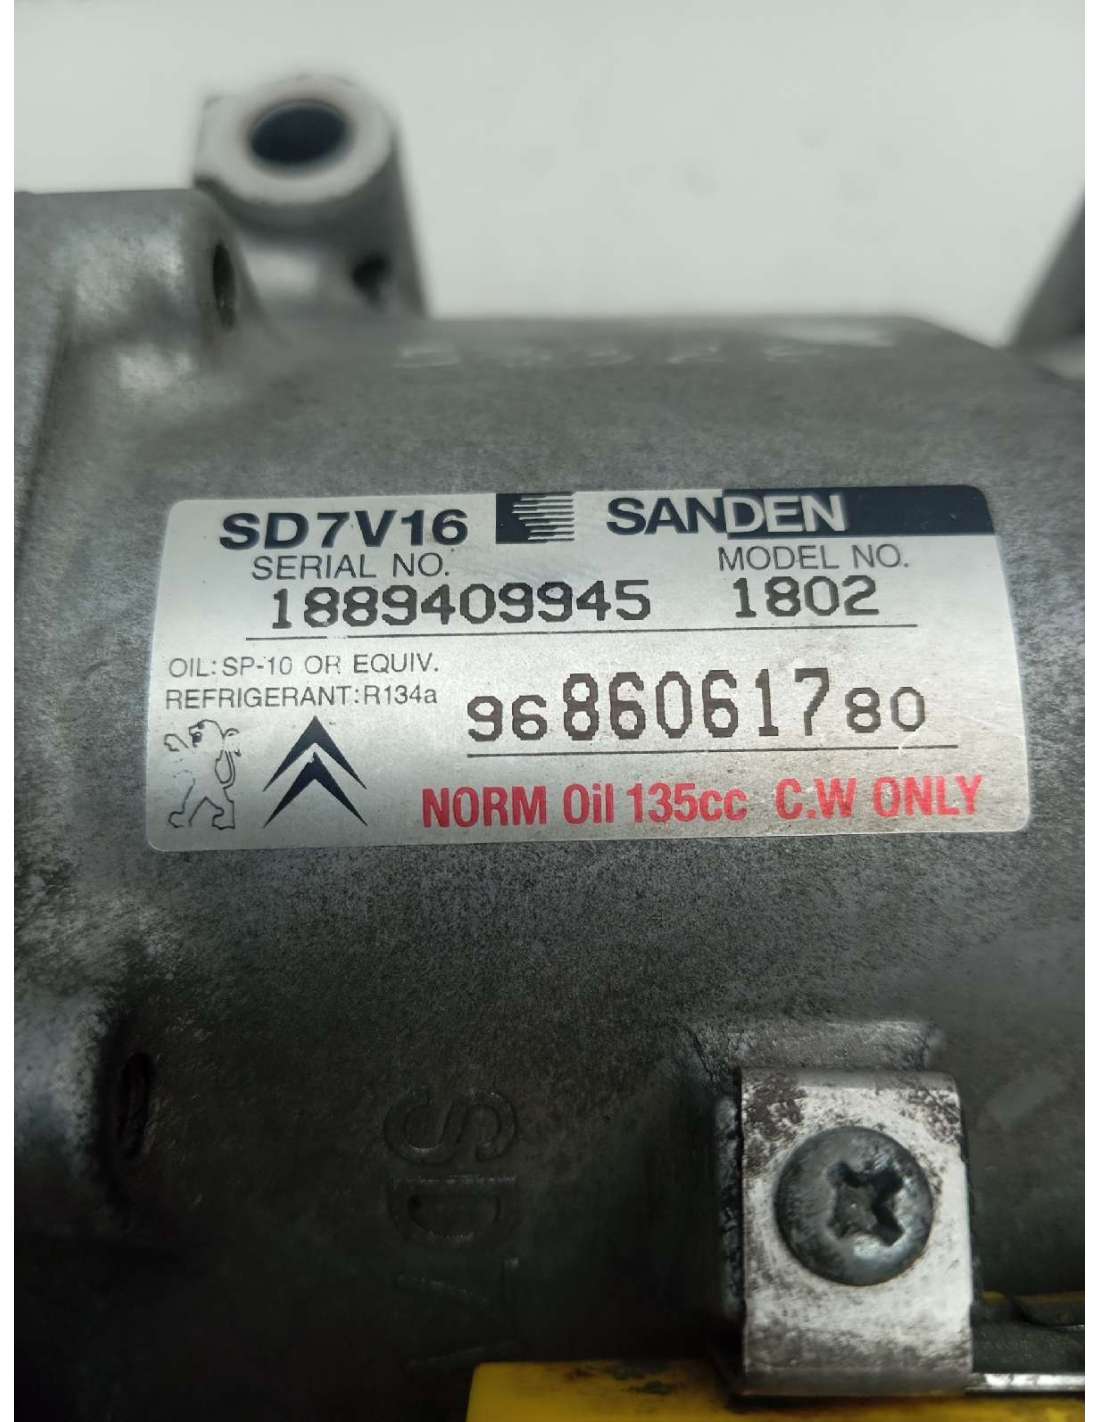 SD7V16 SANDEN
SERIAL NO. MODEL NO.
1889409945 1802
OIL: SP-10 OR EQUIV.
REFRIGERANT: R134a
9686061780
NORM Oil 135cc C.W ONLY
SD7V